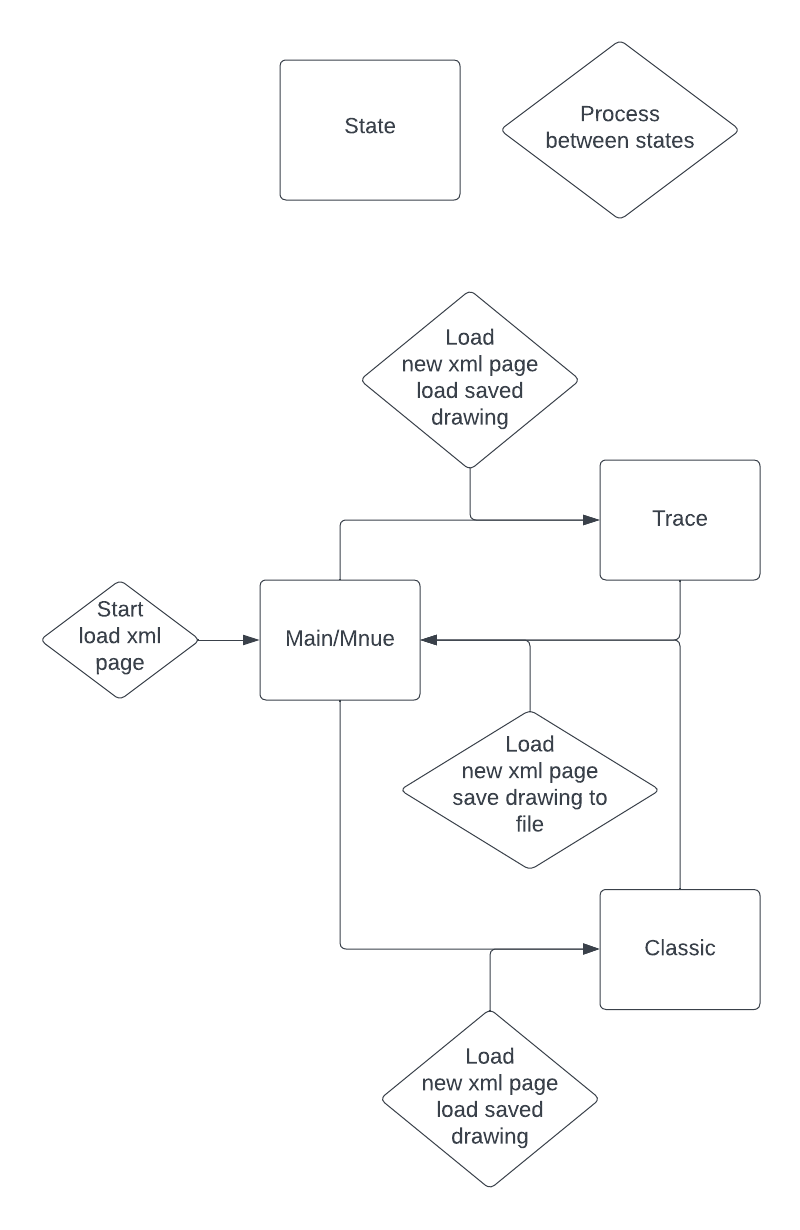 State
Process
between states
Load
new xml page
load saved
drawing
Trace
Start
load xml
page
Main/Mnue
Load
new xml page
save drawing to
file
Classic
Load
new xml page
load saved
drawing